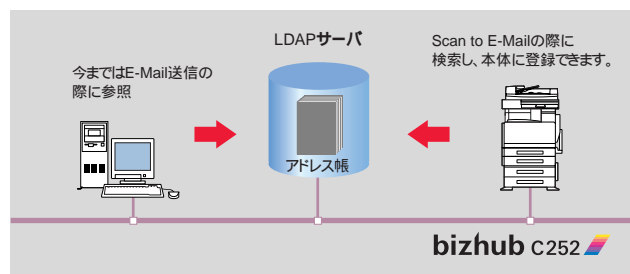 LDAPサーバ
今まではE-Mail送信の
際に参照
Scan to E-Mailの際に
検索し、本体に登録できます。
アドレス帳
bizhub C252